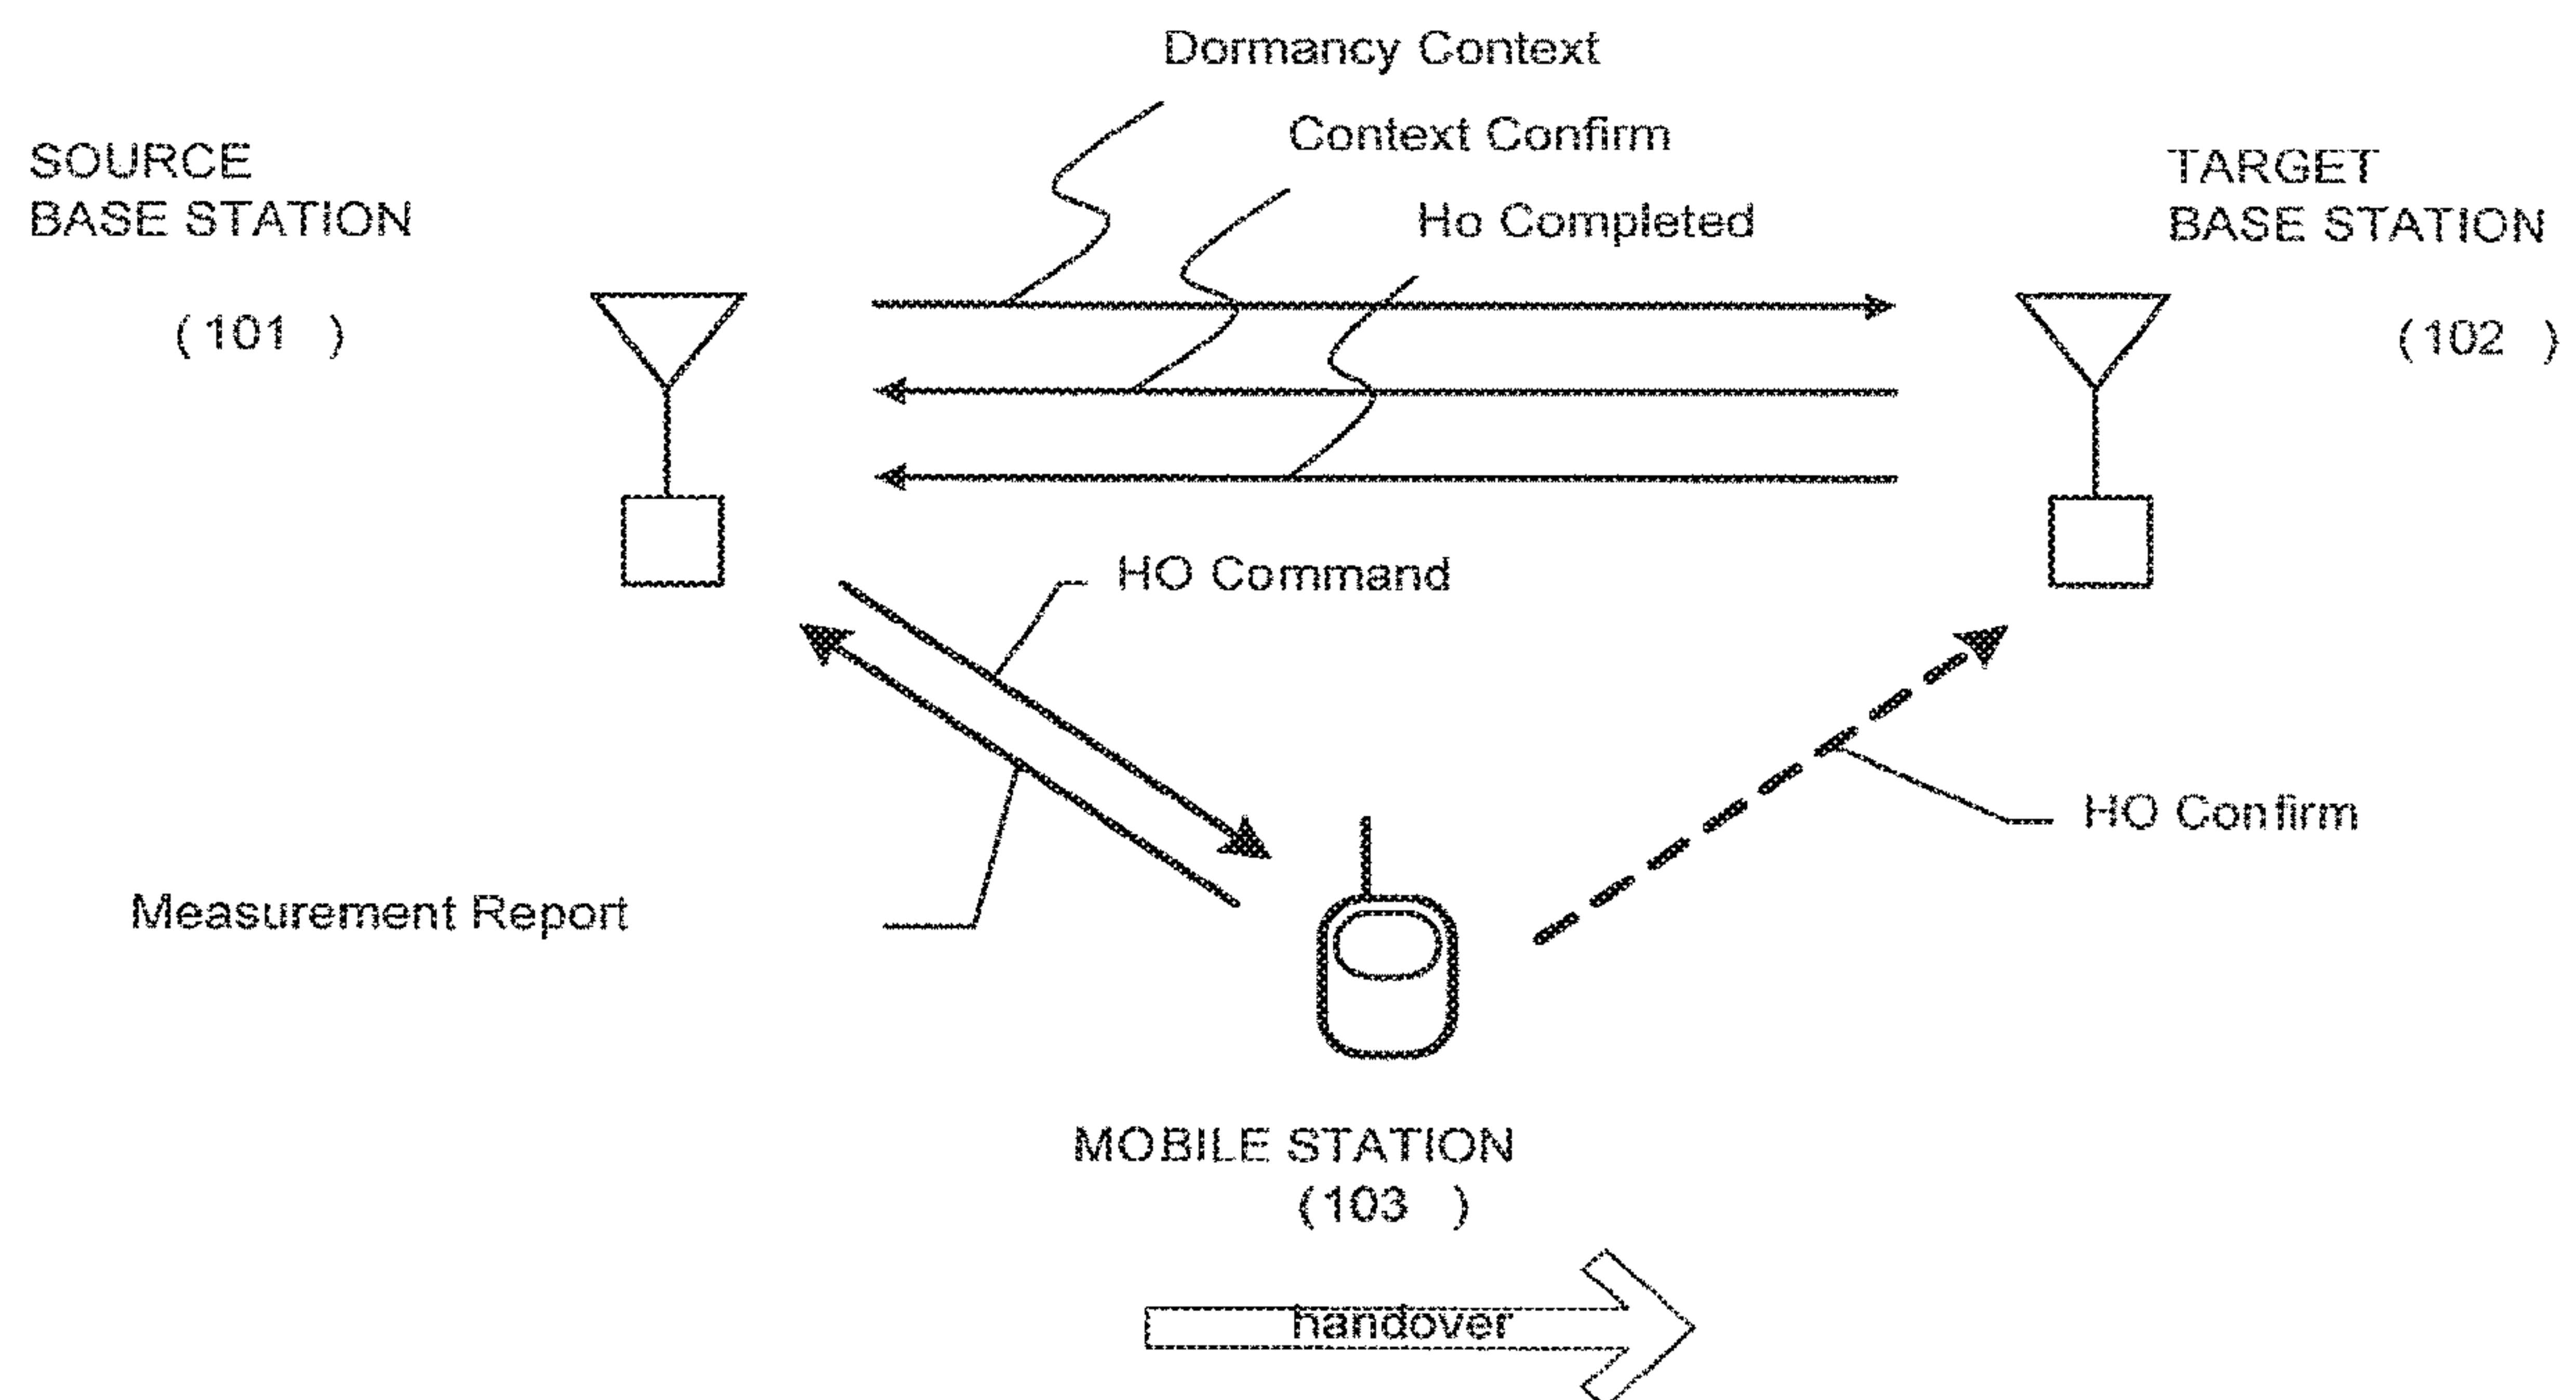 Dormancy Context
Context Confirm
Ho Completed
SOURCE
BASE STATION
(101 )
TARGET
BASE STATION
(102 )
HO Command
HO Confirm
Measurement Report
MOBILE STATION
(103 )
handover